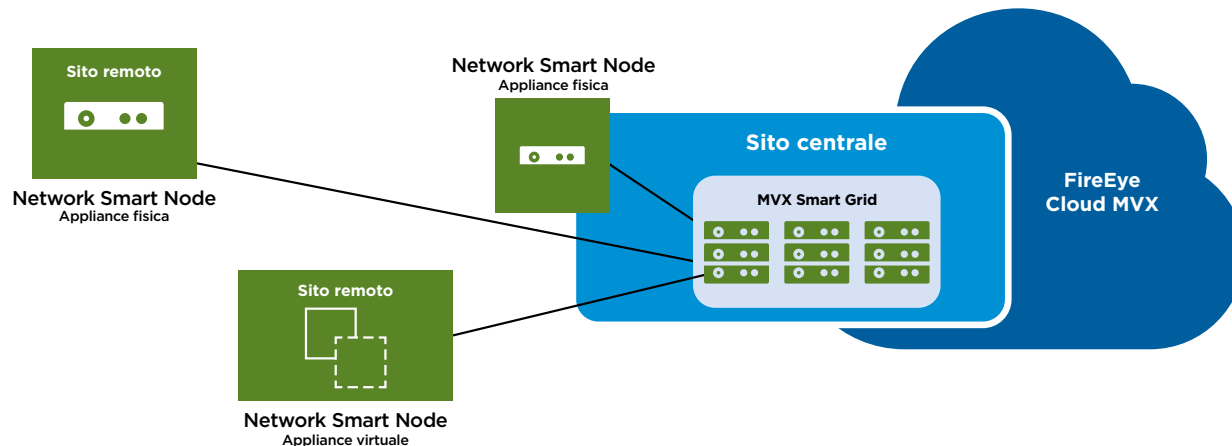 Sito remoto
Network Smart Node
Appliance fisica
Network Smart Node
Appliance fisica
Sito centrale
MVX Smart Grid
FireEye
Cloud MVX
Sito remoto
Network Smart Node
Appliance virtuale